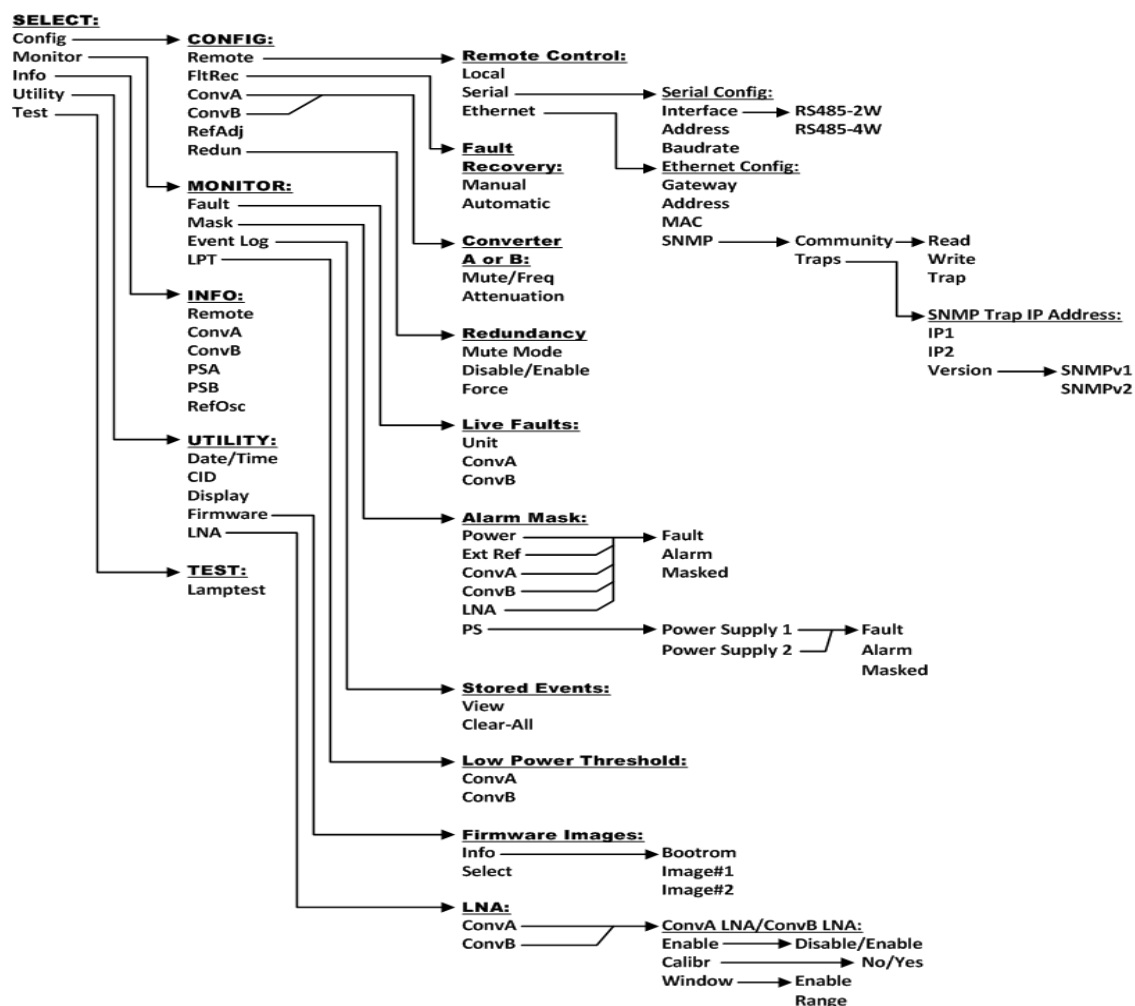 SELECT:
Config
Monitor
Info
Utility
Test
CONFIG:
Remote
FltRec
ConvA
ConvB
RefAdj
Redun
MONITOR:
Fault
Mask
Event Log
LPT
INFO:
Remote
ConvA
ConvB
PSA
PSB
RefOsc
UTILITY:
Date/Time
CID
Display
Firmware
LNA
TEST:
Lamptest
Remote Control:
Local
Serial
Ethernet
Fault
Recovery:
Manual
Automatic
Converter
A or B:
Mute/Freq
Attenuation
Redundancy
Mute Mode
Disable/Enable
Force
Live Faults:
Unit
ConvA
ConvB
Alarm Mask:
Power
Ext Ref
ConvA
ConvB
LNA
PS
Fault
Alarm
Masked
Power Supply 1
Power Supply 2
Fault
Alarm
Masked
Stored Events:
View
Clear-All
Low Power Threshold:
ConvA
ConvB
Firmware Images:
Info
Select
Bootrom
Image#1
Image#2
LNA:
ConvA
ConvB
ConvA LNA/ConvB LNA:
Enable
Calibr
Window
Disable/Enable
No/Yes
Enable
Range
Serial Config:
Interface
Address
Baudrate
RS485-2W
RS485-4W
Ethernet Config:
Gateway
Address
MAC
SNMP
Community
Traps
Read
Write
Trap
SNMP Trap IP Address:
IP1
IP2
Version
SNMPv1
SNMPv2